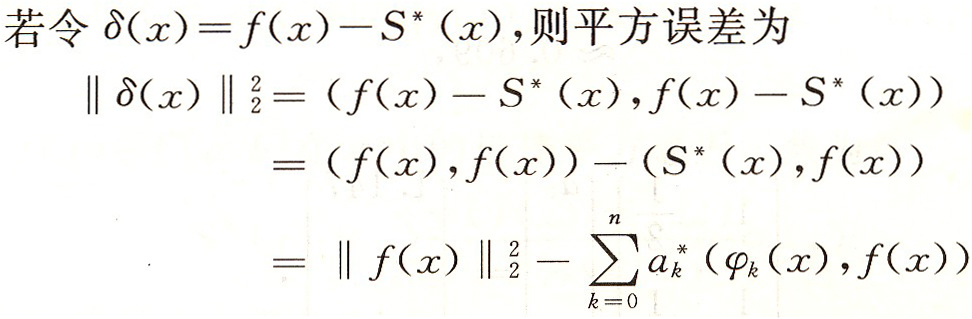 若令 δ(x)=f(x)-S*(x),则平方误差为
‖δ(x)‖₂²=(f(x)-S*(x),f(x)-S*(x))
=(f(x),f(x))-(S*(x),f(x))
=‖f(x)‖₂²-∑ₖ₌₀ⁿ aₖ*(φₖ(x),f(x))